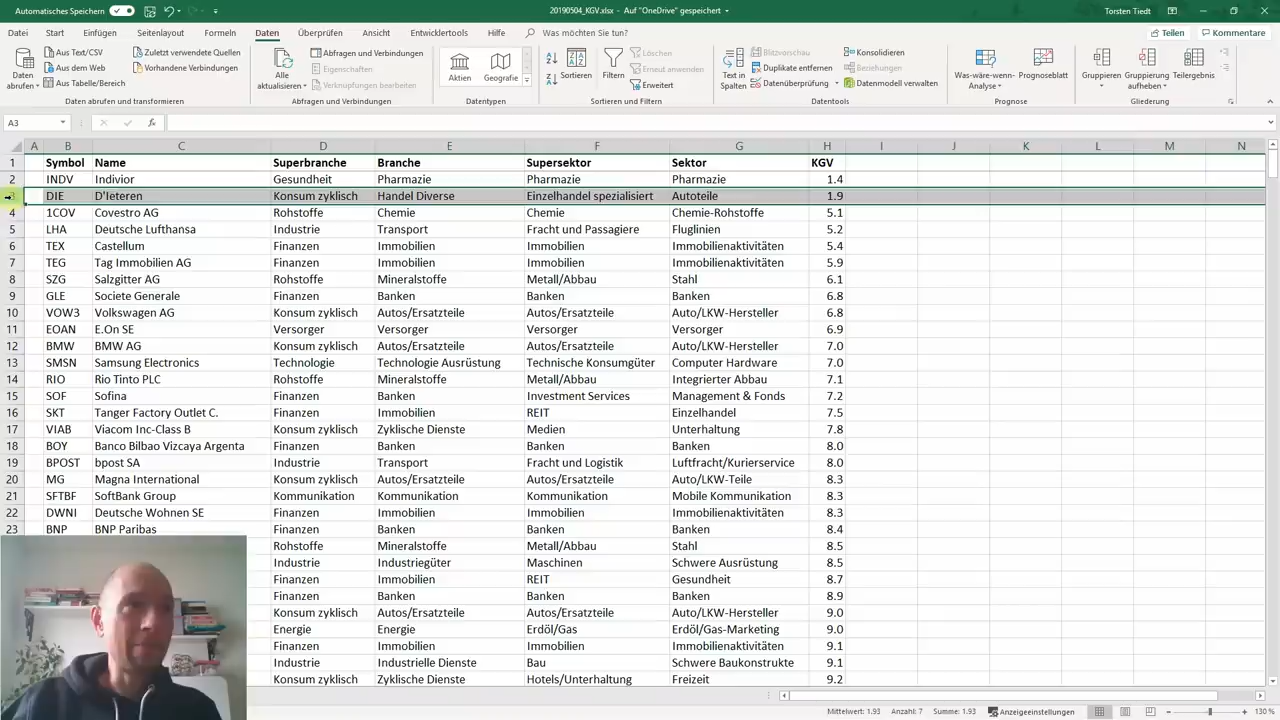 Automatisches Speichern
20190504_KGV.xlsx - Auf "OneDrive" gespeichert
Torsten Tiedt
Datei Start Einfügen Seitenlayout Formeln Daten Überprüfen Ansicht Entwicklertools Hilfe Was möchten Sie tun? Teilen Kommentare
Daten abrufen
Aus Text/CSV
Aus dem Web
Aus Tabelle/Bereich
Zuletzt verwendete Quellen
Vorhandene Verbindungen
Daten abrufen und transformieren
Alle aktualisieren
Abfragen und Verbindungen
Eigenschaften
Verknüpfungen bearbeiten
Abfragen und Verbindungen
Aktien
Geografie
Datentypen
Sortieren
Filtern
Löschen
Erneut anwenden
Erweitert
Sortieren und Filtern
Text in Spalten
Blitzvorschau
Duplikate entfernen
Datenüberprüfung
Konsolidieren
Beziehungen
Datenmodell verwalten
Datentools
Was-wäre-wenn-Analyse
Prognoseblatt
Prognose
Gruppieren
Gruppierung aufheben
Teilergebnis
Gliederung
A3
A B C D E F G H I J K L M N
1 Symbol Name Superbranche Branche Supersektor Sektor KGV
2 INDV Indivior Gesundheit Pharmazie Pharmazie Pharmazie 1.4
DIE D'Ieteren Konsum zyklisch Handel Diverse Einzelhandel spezialisiert Autoteile 1.9
4 1COV Covestro AG Rohstoffe Chemie Chemie Chemie-Rohstoffe 5.1
5 LHA Deutsche Lufthansa Industrie Transport Fracht und Passagiere Fluglinien 5.2
6 TEX Castellum Finanzen Immobilien Immobilien Immobilienaktivitäten 5.4
7 TEG Tag Immobilien AG Finanzen Immobilien Immobilien Immobilienaktivitäten 5.9
8 SZG Salzgitter AG Rohstoffe Mineralstoffe Metall/Abbau Stahl 6.1
9 GLE Societe Generale Finanzen Banken Banken Banken 6.8
10 VOW3 Volkswagen AG Konsum zyklisch Autos/Ersatzteile Autos/Ersatzteile Auto/LKW-Hersteller 6.8
11 EOAN E.On SE Versorger Versorger Versorger Versorger 6.9
12 BMW BMW AG Konsum zyklisch Autos/Ersatzteile Autos/Ersatzteile Auto/LKW-Hersteller 7.0
13 SMSN Samsung Electronics Technologie Technologie Ausrüstung Technische Konsumgüter Computer Hardware 7.0
14 RIO Rio Tinto PLC Rohstoffe Mineralstoffe Metall/Abbau Integrierter Abbau 7.1
15 SOF Sofina Finanzen Banken Investment Services Management & Fonds 7.2
16 SKT Tanger Factory Outlet C. Finanzen Immobilien REIT Einzelhandel 7.5
17 VIAB Viacom Inc-Class B Konsum zyklisch Zyklische Dienste Medien Unterhaltung 7.8
18 BOY Banco Bilbao Vizcaya Argenta Finanzen Banken Banken Banken 8.0
19 BPOST bpost SA Industrie Transport Fracht und Logistik Luftfracht/Kurierservice 8.0
20 MG Magna International Konsum zyklisch Autos/Ersatzteile Autos/Ersatzteile Auto/LKW-Teile 8.3
21 SFTBF SoftBank Group Kommunikation Kommunikation Kommunikation Mobile Kommunikation 8.3
22 DWNI Deutsche Wohnen SE Finanzen Immobilien Immobilien Immobilienaktivitäten 8.3
23 BNP BNP Paribas Finanzen Banken Banken Banken 8.4
Rohstoffe Mineralstoffe Metall/Abbau Stahl 8.5
Industrie Industriegüter Maschinen Schwere Ausrüstung 8.5
Finanzen Immobilien REIT Gesundheit 8.7
Finanzen Banken Banken Banken 8.9
Konsum zyklisch Autos/Ersatzteile Autos/Ersatzteile Auto/LKW-Hersteller 9.0
Energie Energie Erdöl/Gas Erdöl/Gas-Marketing 9.0
Finanzen Immobilien Immobilien Immobilienaktivitäten 9.1
Industrie Industrielle Dienste Bau Schwere Baukonstrukte 9.1
Konsum zyklisch Zyklische Dienste Hotels/Unterhaltung Freizeit 9.2
Mittelwert: 1.93 Anzahl: 7 Summe: 1.93 Anzeigeeinstellungen 130 %